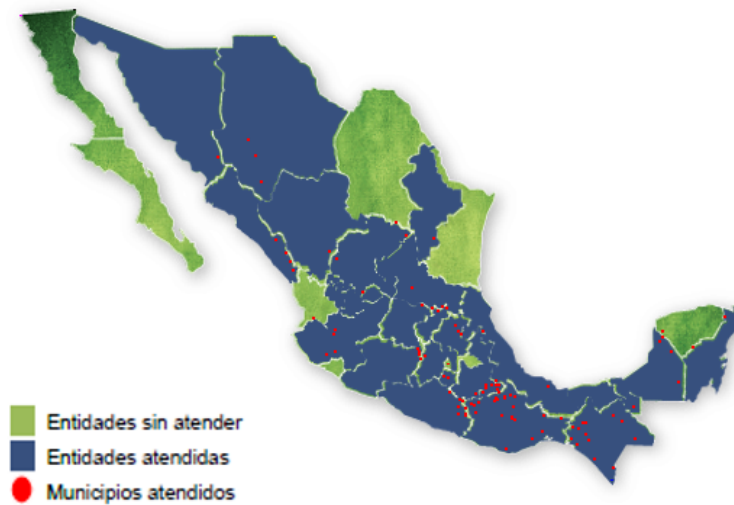 Entidades sin atender
Entidades atendidas
Municipios atendidos